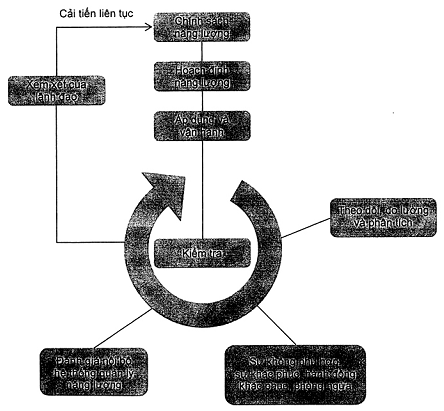 Cải tiến liên tục
Chính sách
năng lượng
Hoạch định
năng lượng
Xem xét của
lãnh đạo
Áp dụng và
vận hành
Theo dõi, đo lường
và phân tích
Kiểm tra
Đánh giá nội bộ
hệ thống quản lý
năng lượng
Sự không phù hợp,
sự khắc phục, hành động
khắc phục, phòng ngừa